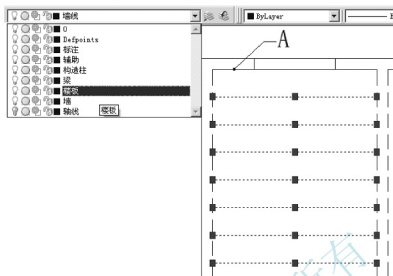 墙线
ByLayer
A
0
Defpoints
标注
辅助
构造柱
梁
楼板
墙
轴线
楼板
有